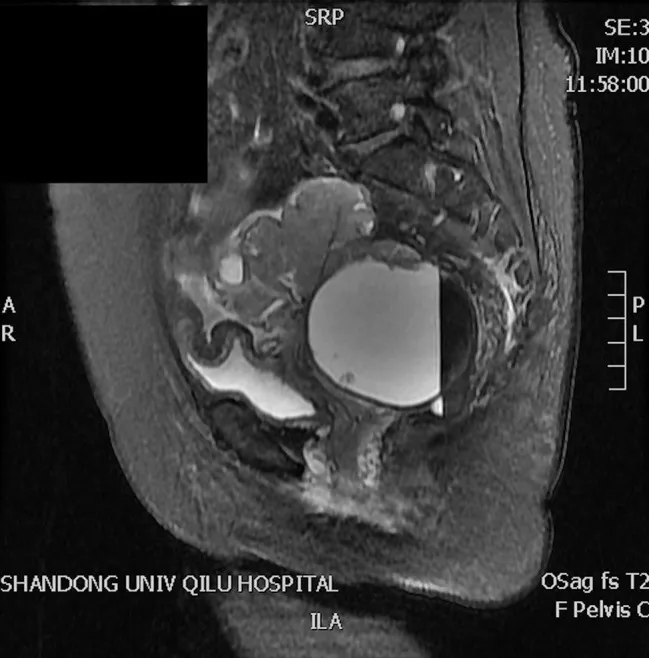 SRP
SE:3
IM:10
11:58:00
A
R
P
L
SHANDONG UNIV QILU HOSPITAL
OSag fs T2
F Pelvis C
ILA